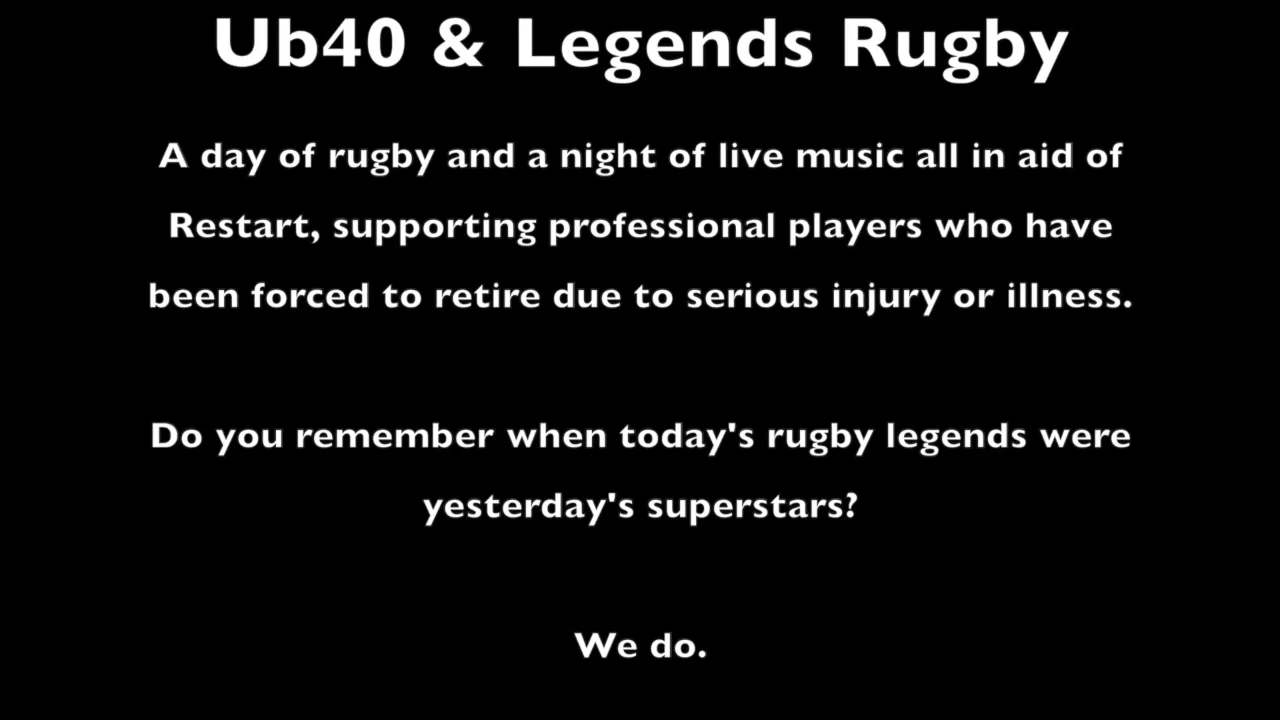 Ub40 & Legends Rugby
A day of rugby and a night of live music all in aid of
Restart, supporting professional players who have
been forced to retire due to serious injury or illness.
Do you remember when today's rugby legends were
yesterday's superstars?
We do.